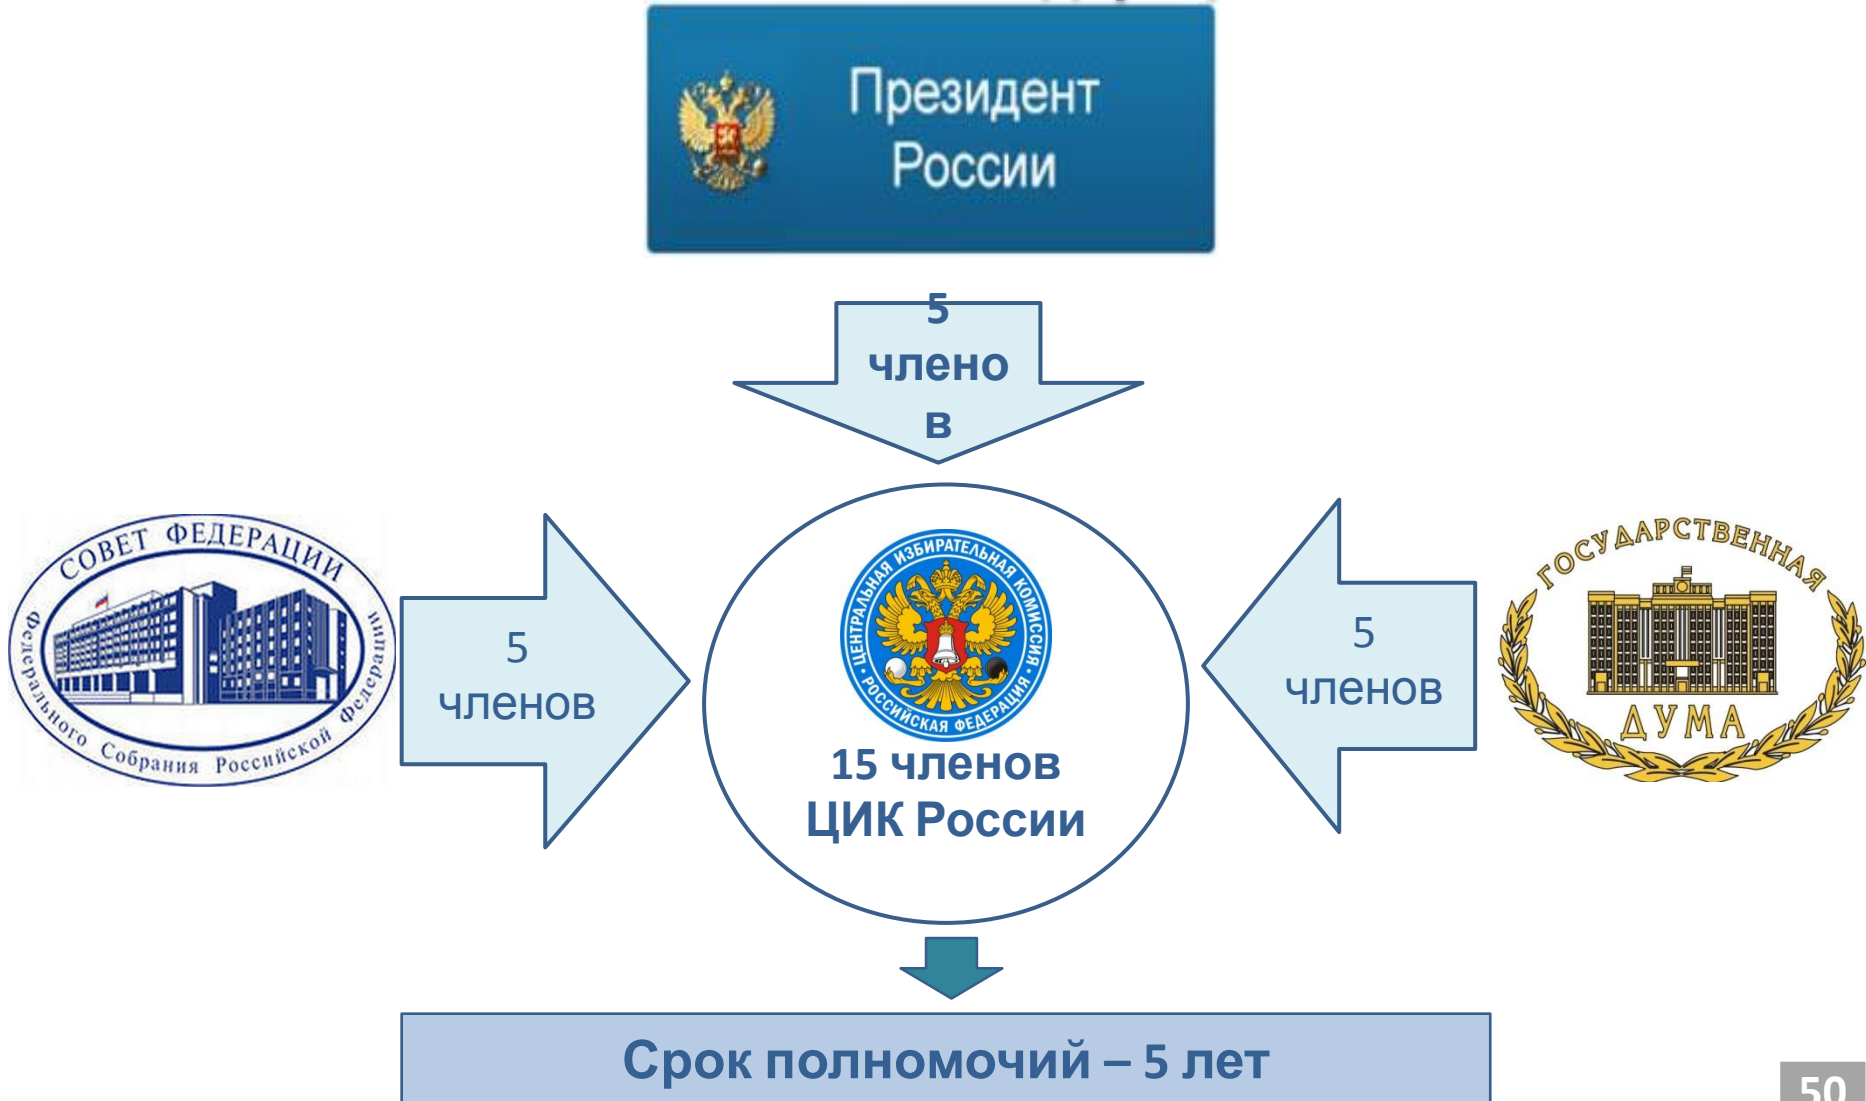 Президент
России
5
члено
в
СОВЕТ ФЕДЕРАЦИИ
Федерального Собрания Российской Федерации
5
членов
ЦЕНТРАЛЬНАЯ ИЗБИРАТЕЛЬНАЯ КОМИССИЯ
РОССИЙСКАЯ ФЕДЕРАЦИЯ
15 членов
ЦИК России
5
членов
ГОСУДАРСТВЕННАЯ
ДУМА
Срок полномочий – 5 лет
50